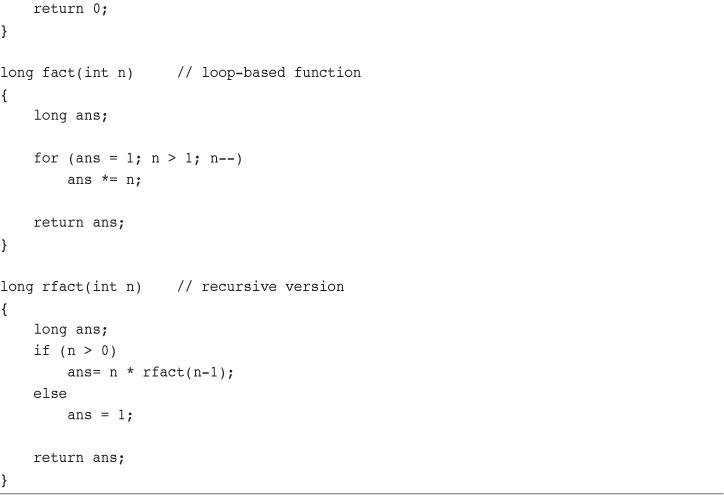 return 0;
}
long fact(int n)     // loop-based function
{
    long ans;
    for (ans = 1; n > 1; n--)
        ans *= n;
    return ans;
}
long rfact(int n)    // recursive version
{
    long ans;
    if (n > 0)
        ans= n * rfact(n-1);
    else
        ans = 1;
    return ans;
}